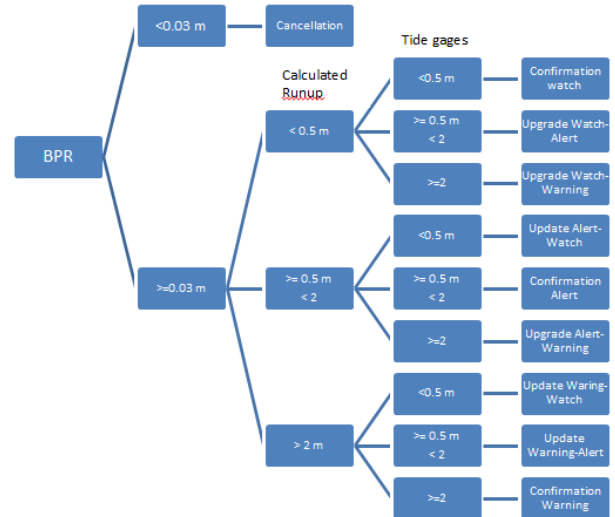 <0.03 m
Cancellation
Tide gages
Calculated
Runup
<0.5 m
Confirmation
watch
< 0.5 m
>= 0.5 m
< 2
Upgrade Watch-
Alert
BPR
>=2
Upgrade Watch-
Warning
<0.5 m
Update Alert-
Watch
>=0.03 m
>= 0.5 m
< 2
>= 0.5 m
< 2
Confirmation
Alert
>=2
Upgrade Alert-
Warning
<0.5 m
Update Waring-
Watch
> 2 m
>= 0.5 m
< 2
Update
Warning-Alert
>=2
Confirmation
Warning